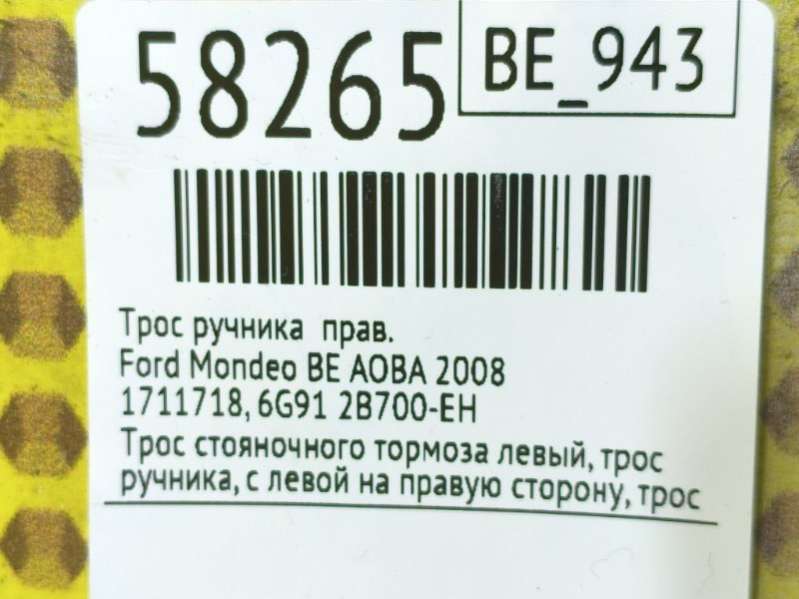 58265
BE_943
Трос ручника прав.
Ford Mondeo BE AOBA 2008
1711718, 6G91 2B700-EH
Трос стояночного тормоза левый, трос
ручника, с левой на правую сторону, трос